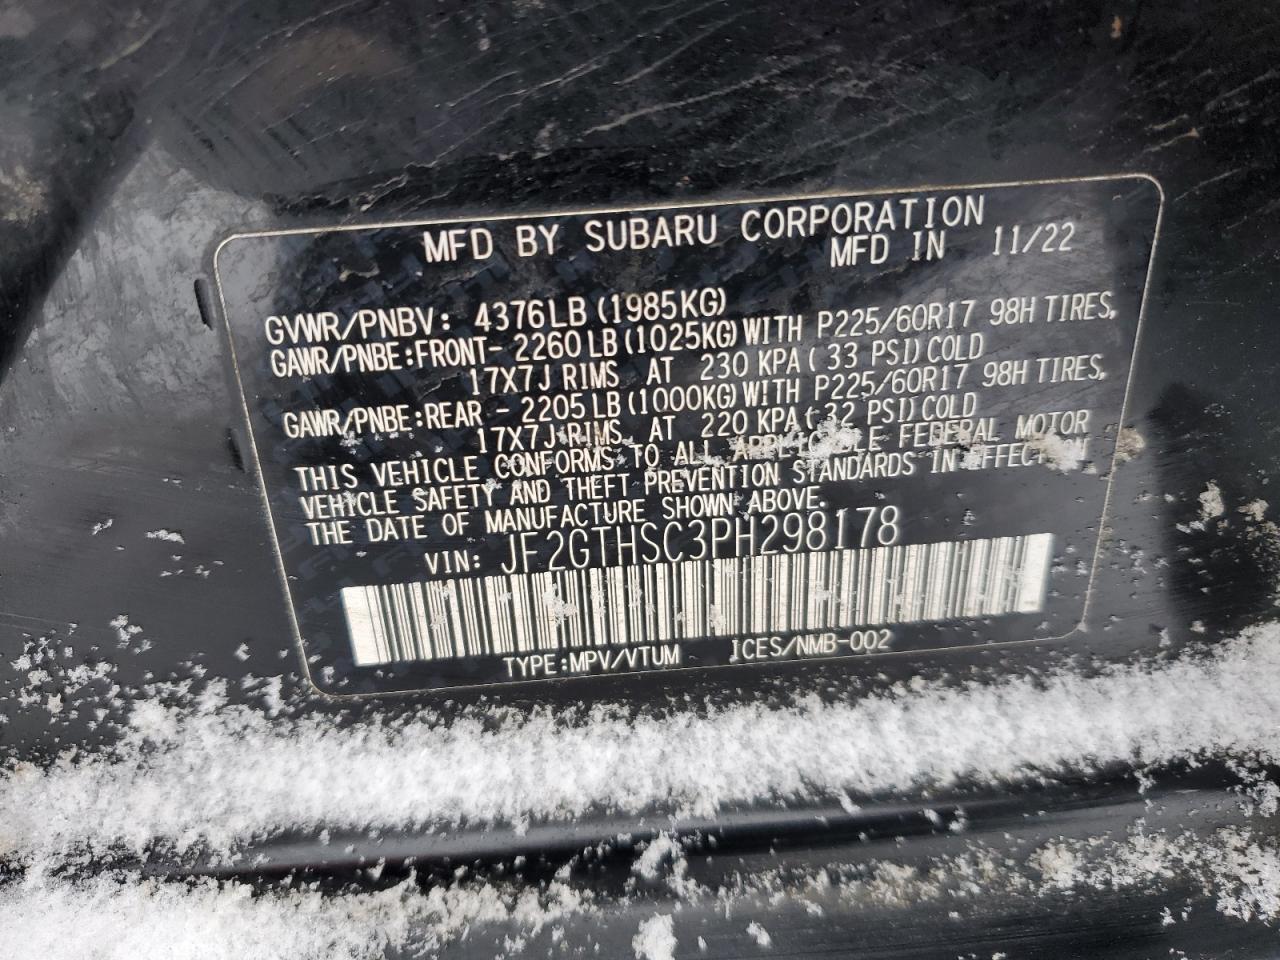 MFD BY SUBARU CORPORATION
MFD IN 11/22
GVWR/PNBV: 4376LB (1985KG)
GAWR/PNBE:FRONT- 2260 LB (1025KG) WITH P225/60R17 98H TIRES,
17X7J RIMS AT 230 KPA ( 33 PSI) COLD
GAWR/PNBE:REAR - 2205 LB (1000KG) WITH P225/60R17 98H TIRES,
17X7J RIMS AT 220 KPA ( 32 PSI) COLD
THIS VEHICLE CONFORMS TO ALL APPLICABLE FEDERAL MOTOR
VEHICLE SAFETY AND THEFT PREVENTION STANDARDS IN EFFECT ON
THE DATE OF MANUFACTURE SHOWN ABOVE.
VIN: JF2GTHSC3PH298178
TYPE:MPV/VTUM ICES/NMB-002